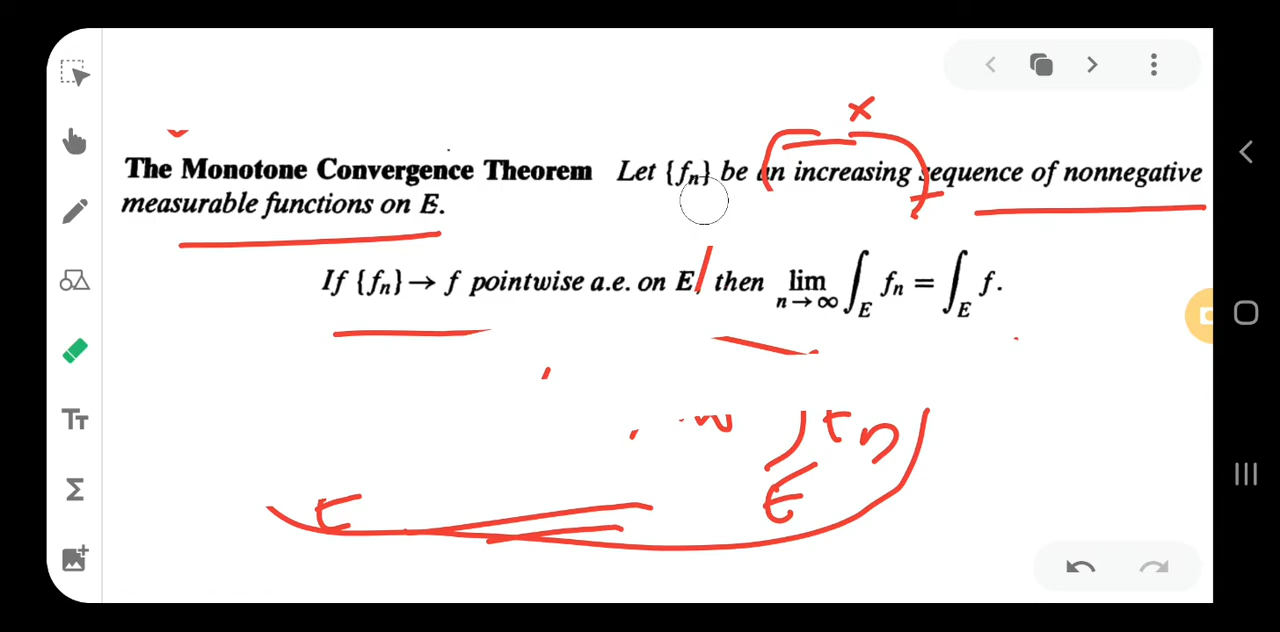 The Monotone Convergence Theorem Let {fn} be an increasing sequence of nonnegative
measurable functions on E.
If {fn} → f pointwise a.e. on E, then lim n→∞ ∫E fn = ∫E f.
Tт
Σ